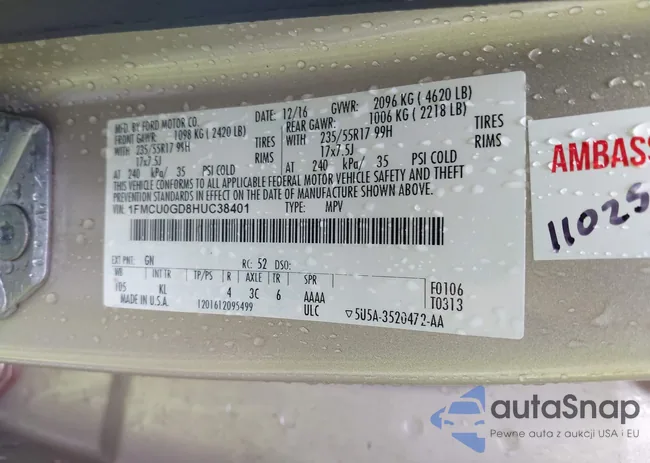 MFD. BY FORD MOTOR CO.
DATE: 12/16 GVWR: 2096 KG ( 4620 LB)
FRONT GAWR: 1098 KG ( 2420 LB)
REAR GAWR: 1006 KG ( 2218 LB)
WITH 235/55R17 99H TIRES
WITH 235/55R17 99H TIRES
17x7.5J RIMS
17x7.5J RIMS
AT 240 kPa/ 35 PSI COLD
AT 240 kPa/ 35 PSI COLD
THIS VEHICLE CONFORMS TO ALL APPLICABLE FEDERAL MOTOR VEHICLE SAFETY AND THEFT
PREVENTION STANDARDS IN EFFECT ON THE DATE OF MANUFACTURE SHOWN ABOVE.
VIN: 1FMCU0GD8HUC38401 TYPE: MPV
EXT PNT: GN RC: 52 DSO:
WB INT TR TP/PS R AXLE TR SPR
105 KL 4 3C 6 AAAA
F0106
T0313
MADE IN U.S.A. 1201612095499 ULC ▽5U5A-3520472-AA
AMBASS
11025
autaSnap
Pewne auta z aukcji USA i EU